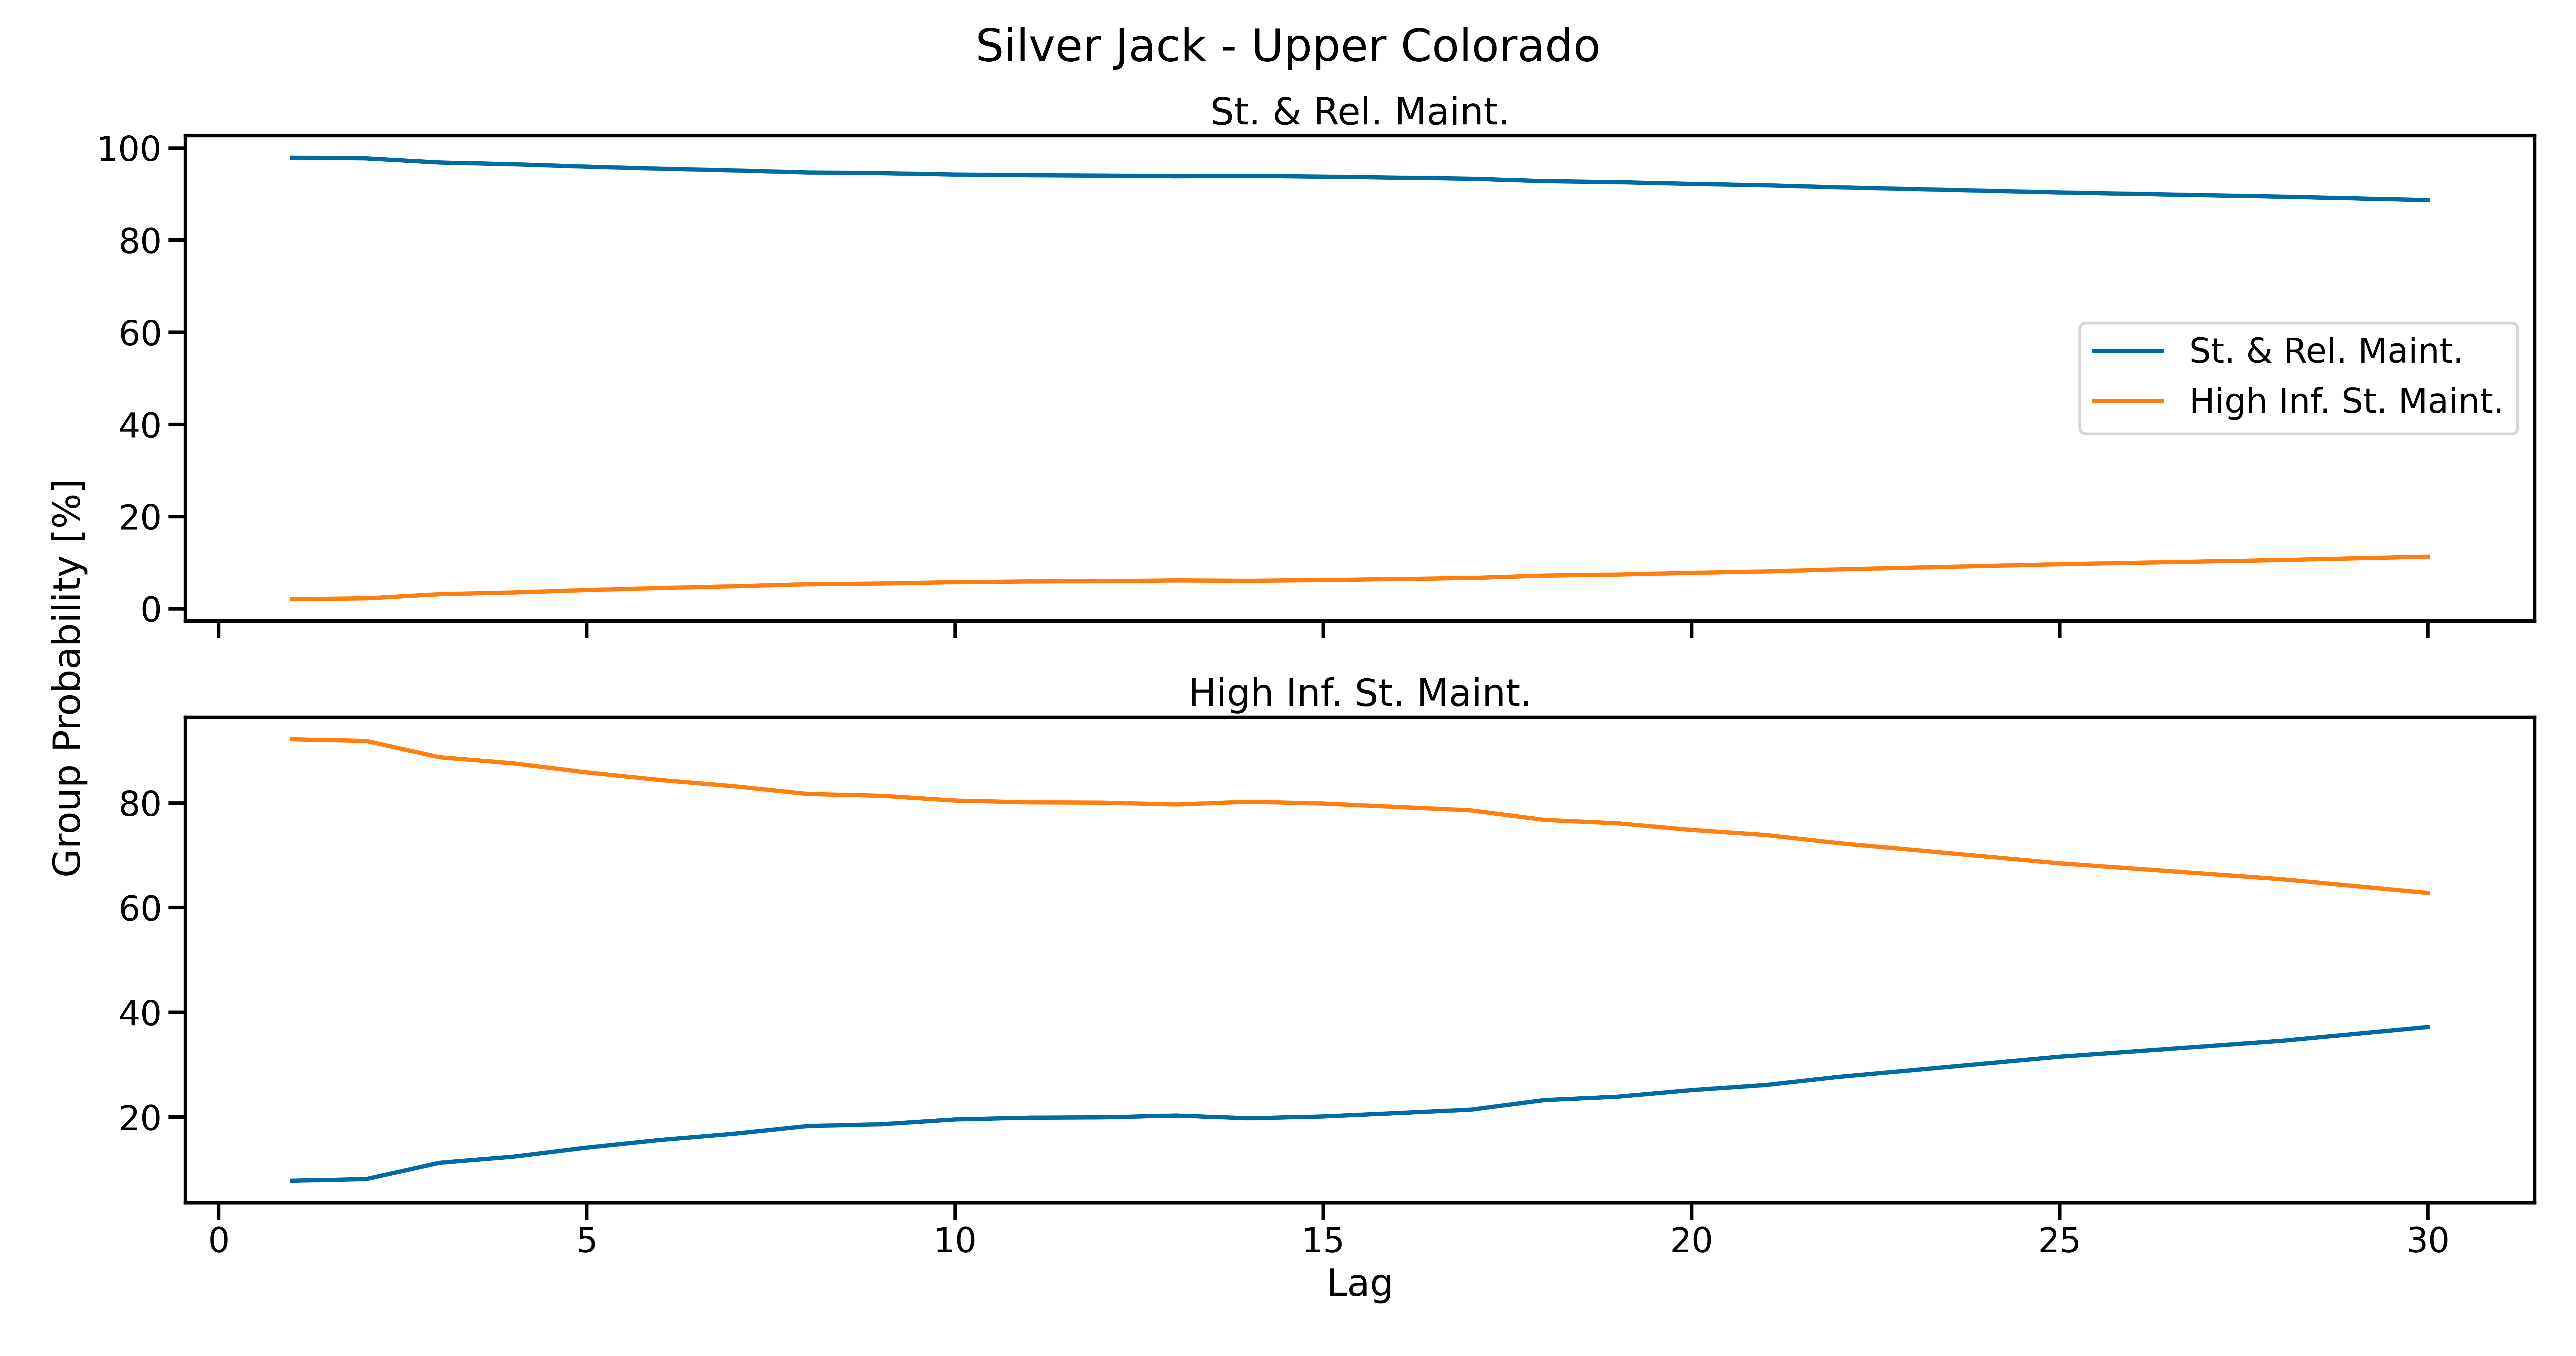 Silver Jack - Upper Colorado
St. & Rel. Maint.
100
80
60
40
20
0
St. & Rel. Maint.
High Inf. St. Maint.
Group Probability [%]
High Inf. St. Maint.
80
60
40
20
0 5 10 15 20 25 30
Lag